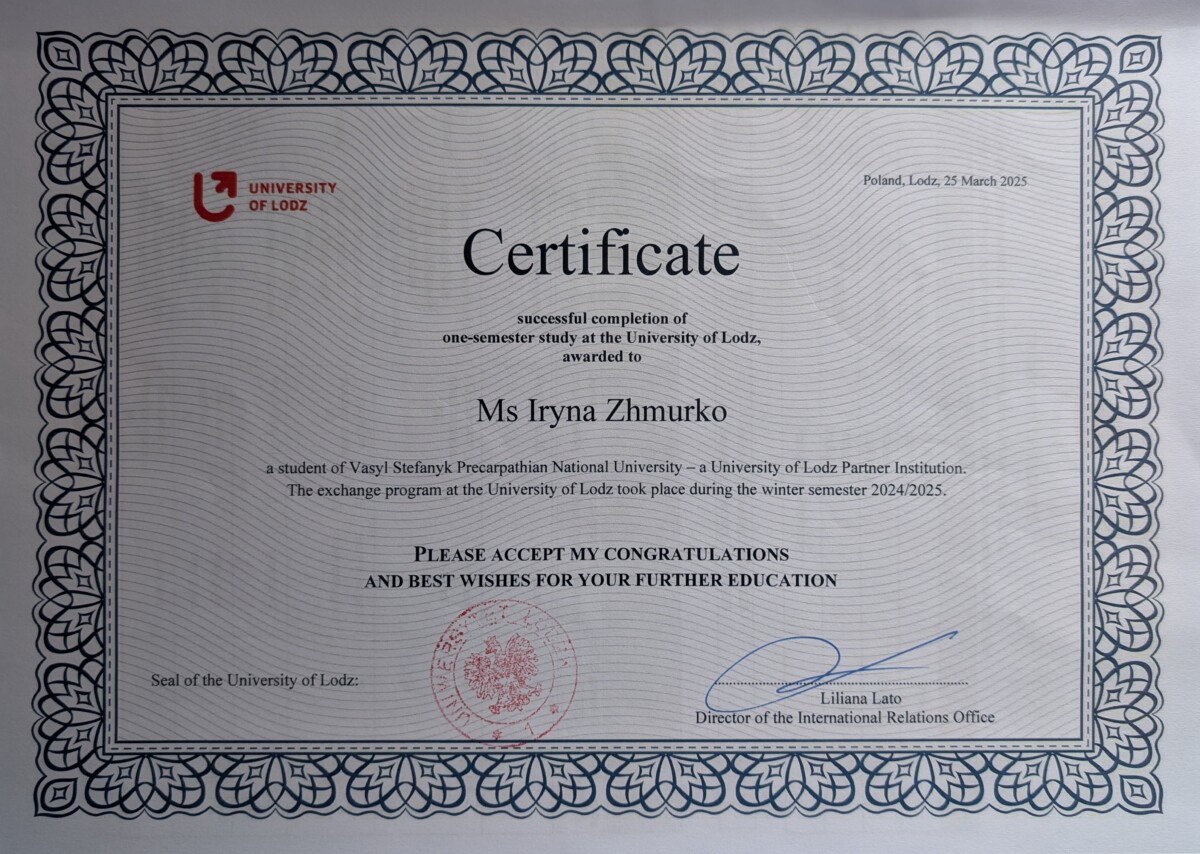 UNIVERSITY
OF LODZ
Poland, Lodz, 25 March 2025
Certificate
successful completion of
one-semester study at the University of Lodz,
awarded to
Ms Iryna Zhmurko
a student of Vasyl Stefanyk Precarpathian National University – a University of Lodz Partner Institution.
The exchange program at the University of Lodz took place during the winter semester 2024/2025.
PLEASE ACCEPT MY CONGRATULATIONS
AND BEST WISHES FOR YOUR FURTHER EDUCATION
Seal of the University of Lodz:
Liliana Lato
Director of the International Relations Office